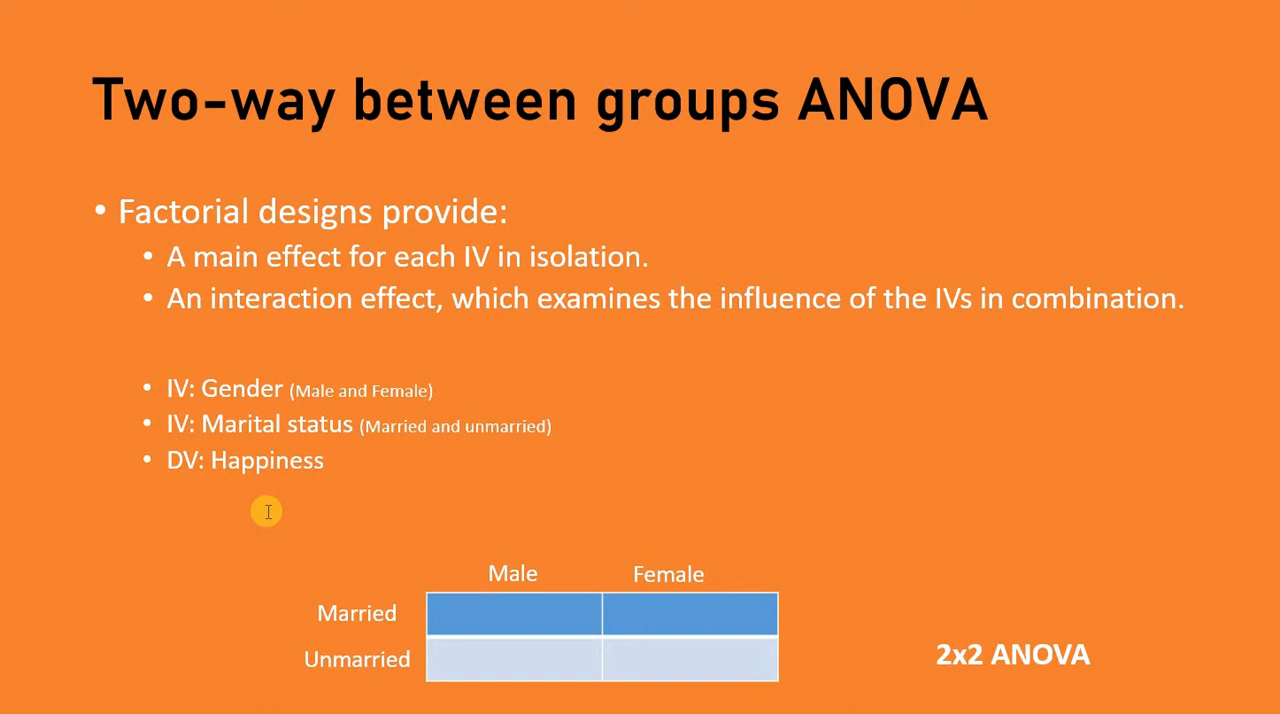 Two-way between groups ANOVA
• Factorial designs provide:
• A main effect for each IV in isolation.
• An interaction effect, which examines the influence of the IVs in combination.
• IV: Gender (Male and Female)
• IV: Marital status (Married and unmarried)
• DV: Happiness
Male Female
Married
Unmarried
2x2 ANOVA